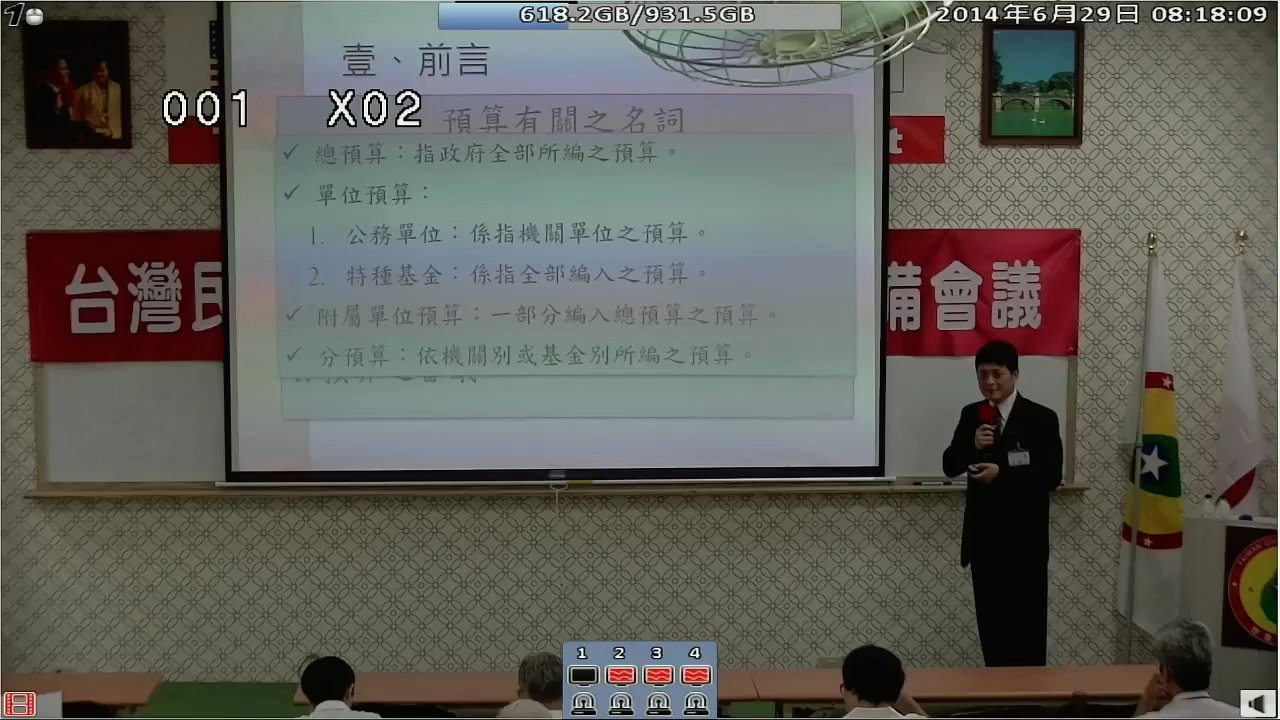 618.2GB/931.5GB
2014年6月29日 08:18:09
001 X02
壹、前言
預算有關之名詞
✓ 總預算：指政府全部所編之預算。
✓ 單位預算：
1. 公務單位：係指機關單位之預算。
2. 特種基金：係指全部編入之預算。
✓ 附屬單位預算：一部分編入總預算之預算。
✓ 分預算：依機關別或基金別所編之預算。
t
台灣民
備會議
1 2 3 4